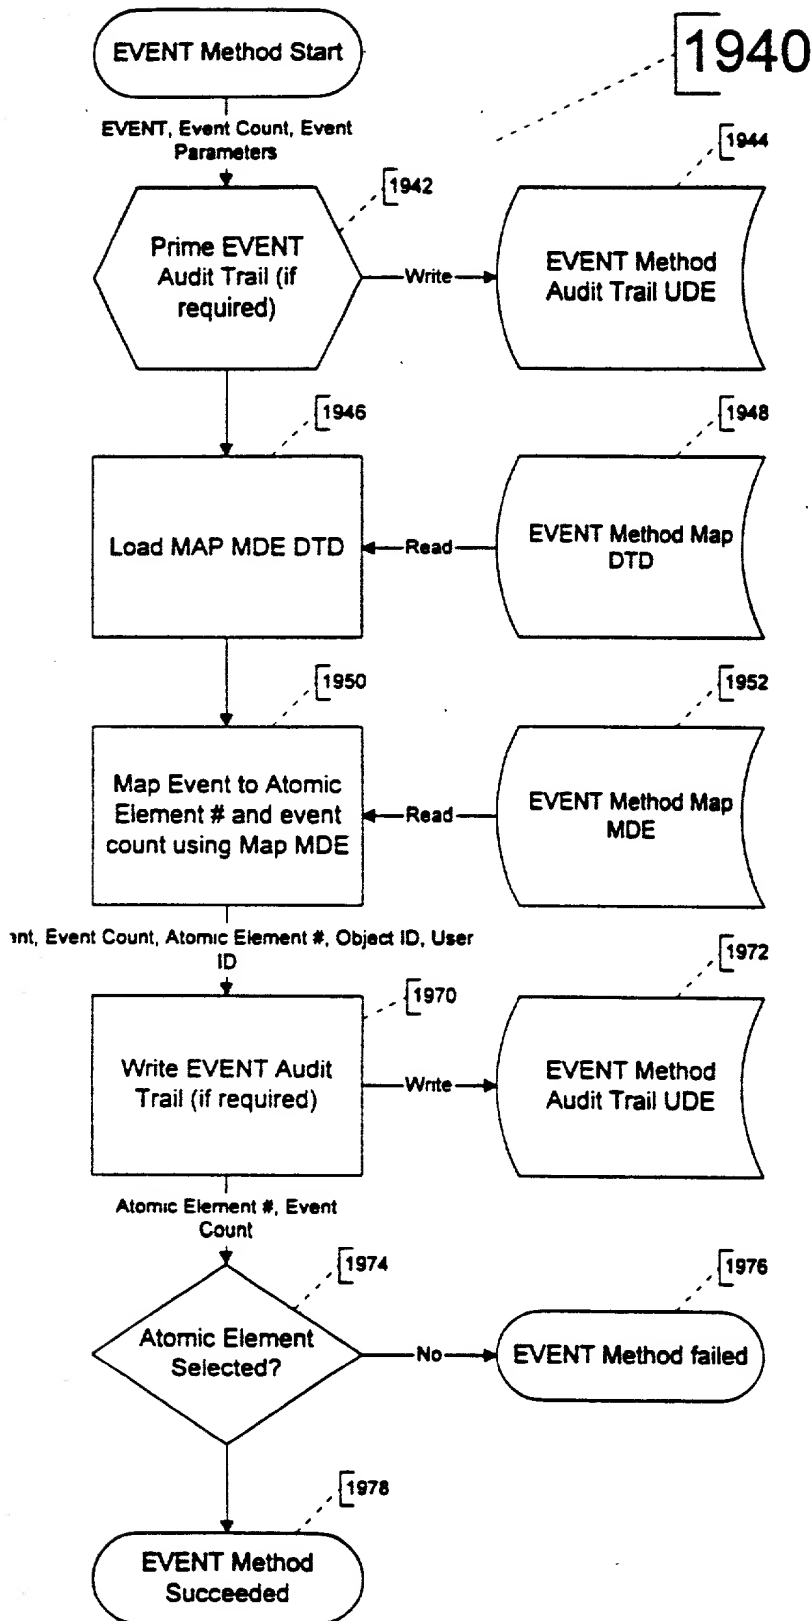 EVENT Method Start
1940
EVENT, Event Count, Event
Parameters
1944
1942
Prime EVENT
Audit Trail (if
required)
Write
EVENT Method
Audit Trail UDE
1946
1948
Load MAP MDE DTD
Read
EVENT Method Map
DTD
1950
1952
Map Event to Atomic
Element # and event
count using Map MDE
Read
EVENT Method Map
MDE
Event Count, Atomic Element #, Object ID, User
ID
1972
1970
Write EVENT Audit
Trail (if required)
Write
EVENT Method
Audit Trail UDE
Atomic Element #, Event
Count
1974
1976
Atomic Element
Selected?
No
EVENT Method failed
1978
EVENT Method
Succeeded